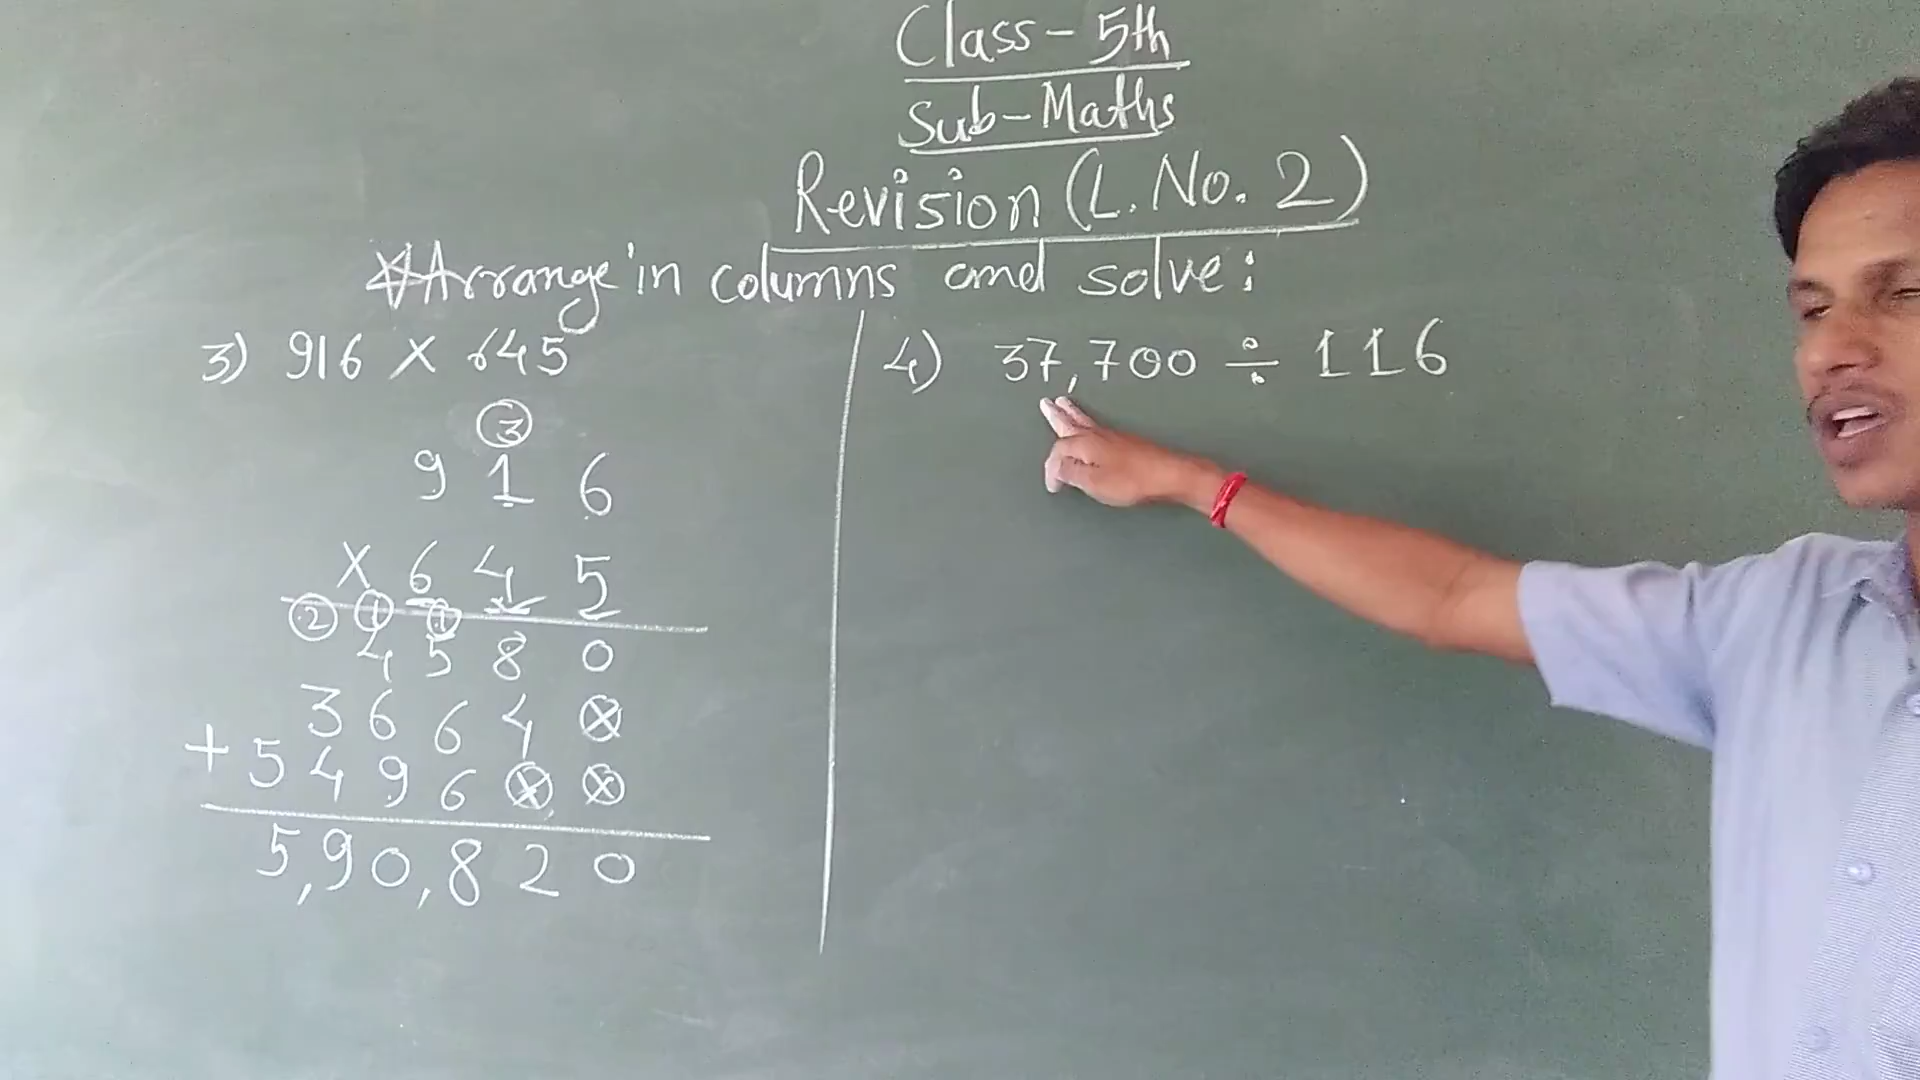 Class - 5th
Sub - Maths
Revision (L. No. 2)
Arrange in columns and solve:
3) 916 X 645
3
9 1 6
X 6 4 5
2 1 1
4 5 8 0
3 6 6 4 X
+ 5 4 9 6 X X
5,90,820
4) 37,700 ÷ 116